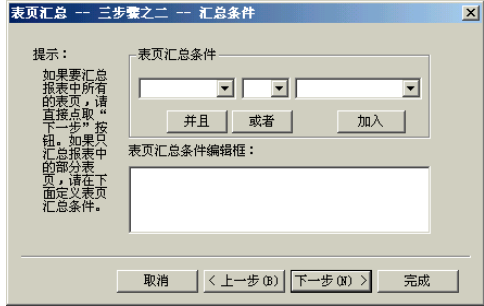 表页汇总 -- 三步骤之二 -- 汇总条件
提示：
如果要汇总
报表中所有
的表页，请
直接点取“
下一步”按
钮。如果只
汇总报表中
的部分表
页，请在下
面定义表页
汇总条件。
表页汇总条件
并且 或者 加入
表页汇总条件编辑框：
取消 < 上一步(B) 下一步(N) > 完成